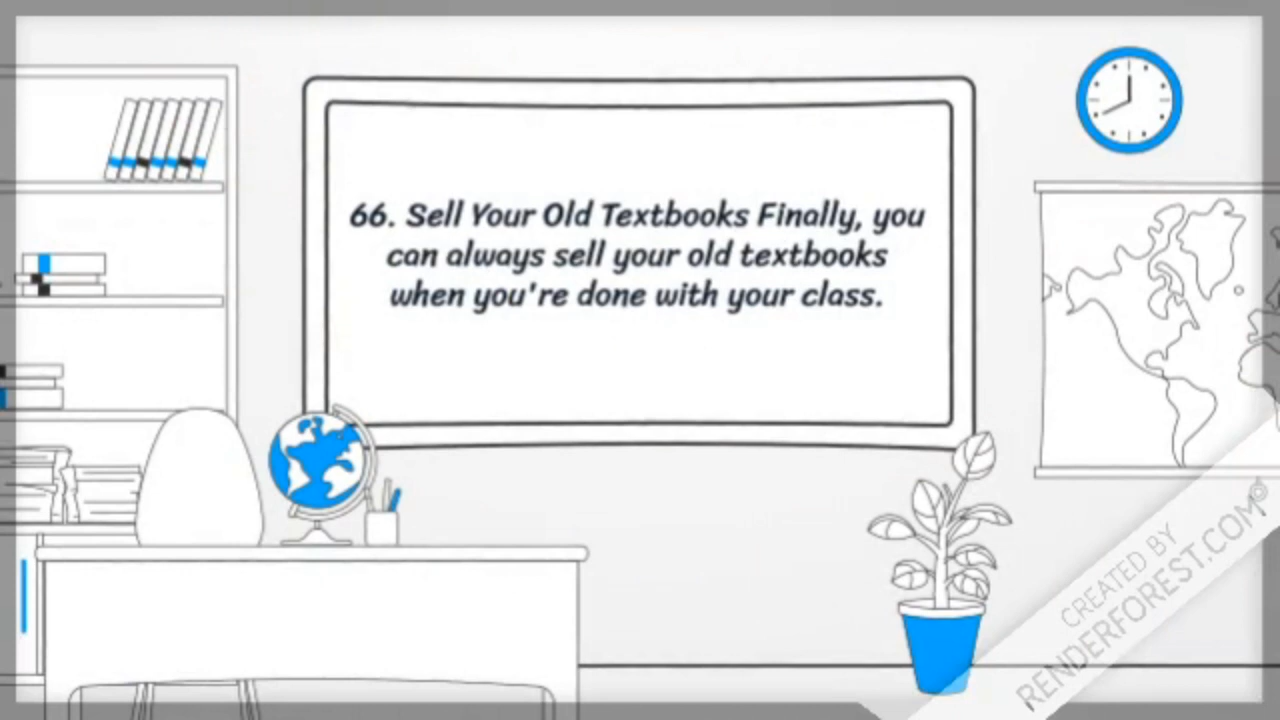 66. Sell Your Old Textbooks Finally, you
can always sell your old textbooks
when you're done with your class.
CREATED BY
RENDERFOREST.COM